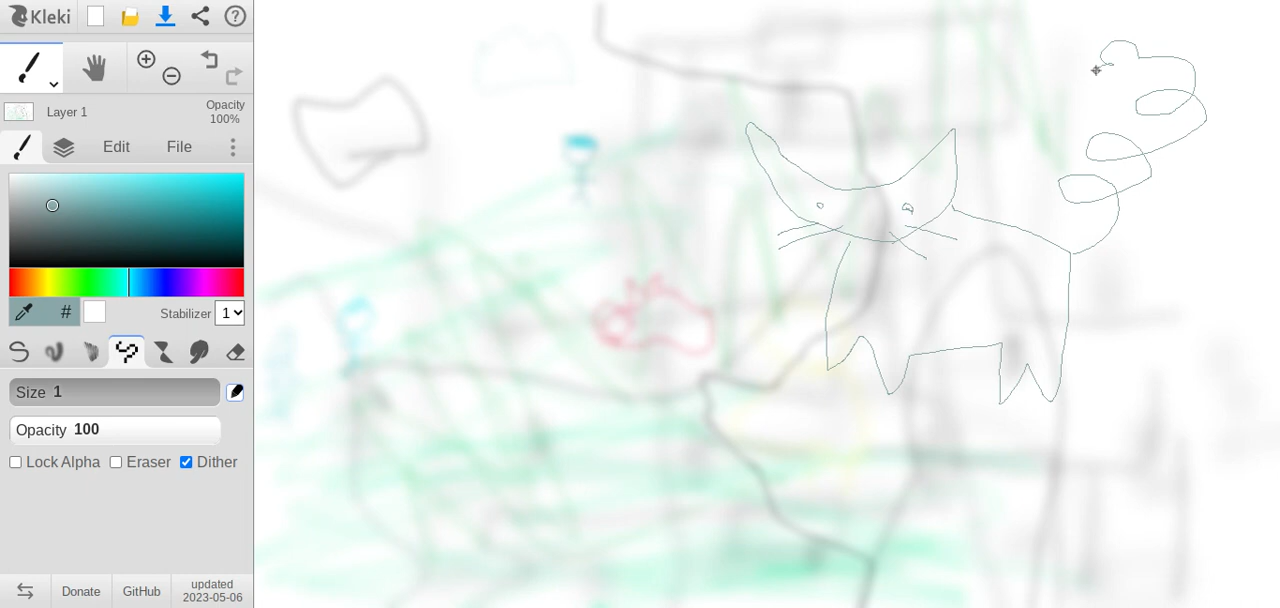 Kleki
Layer 1
Opacity
100%
Edit
File
#
Stabilizer 1
Size 1
Opacity 100
Lock Alpha
Eraser
Dither
Donate
GitHub
updated
2023-05-06